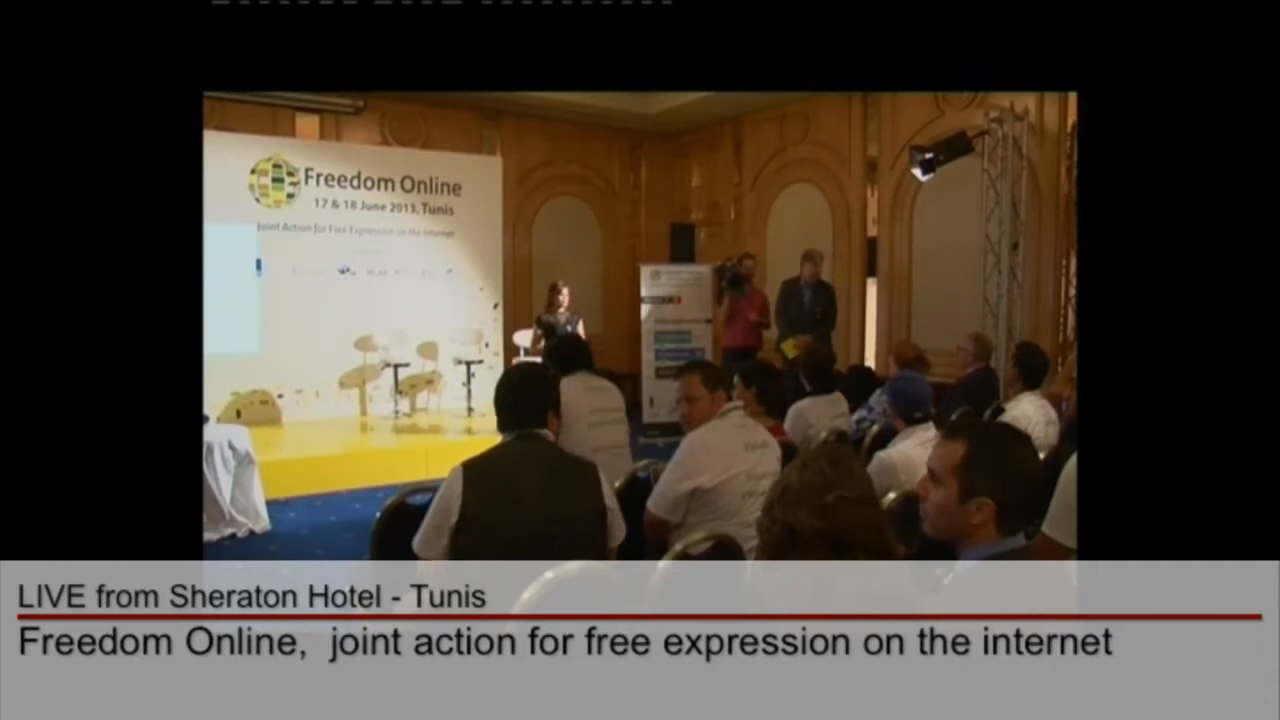 Freedom Online
17 & 18 June 2013, Tunis
Joint Action for Free Expression on the Internet
LIVE from Sheraton Hotel - Tunis
Freedom Online, joint action for free expression on the internet